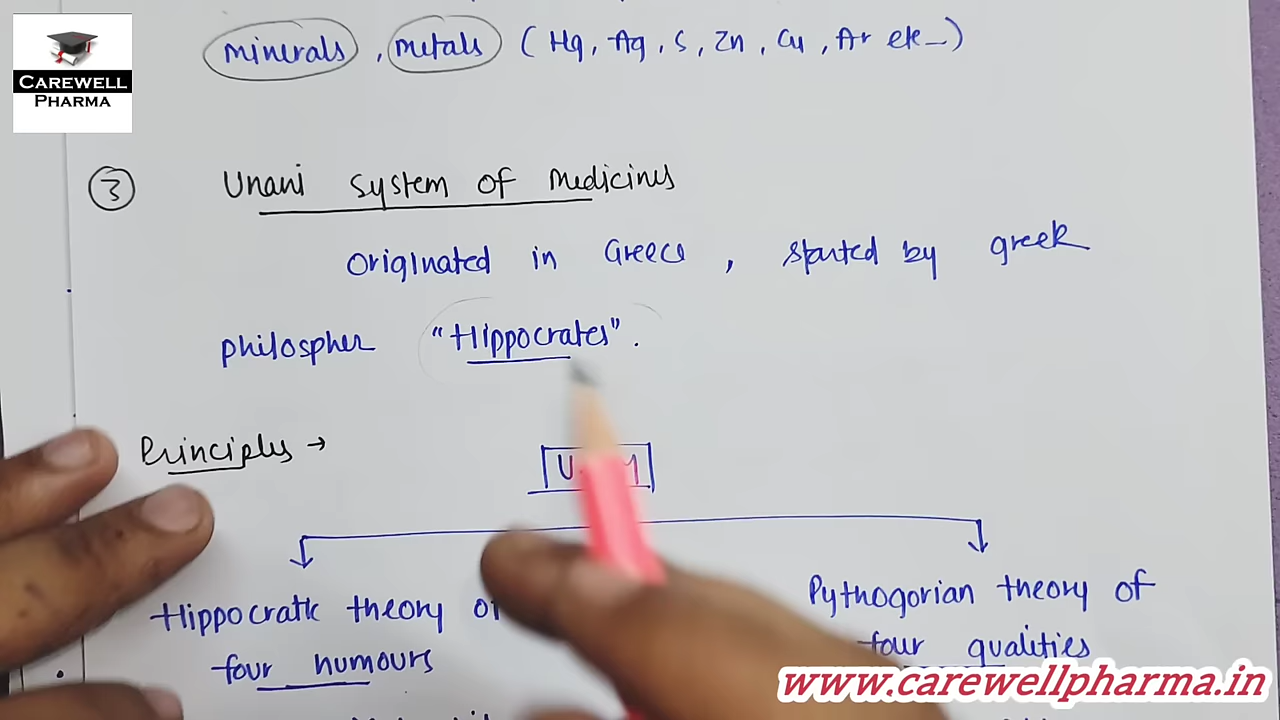 CAREWELL
PHARMA
minerals, metals (Hg, Ag, S, Zn, Cu, Ar etc_)
③ Unani system of Medicines
originated in Greece, started by greek
philospher "Hippocrates".
Principles →
Hippocratic theory of
four humours
Pythogorian theory of
four qualities
www.carewellpharma.in